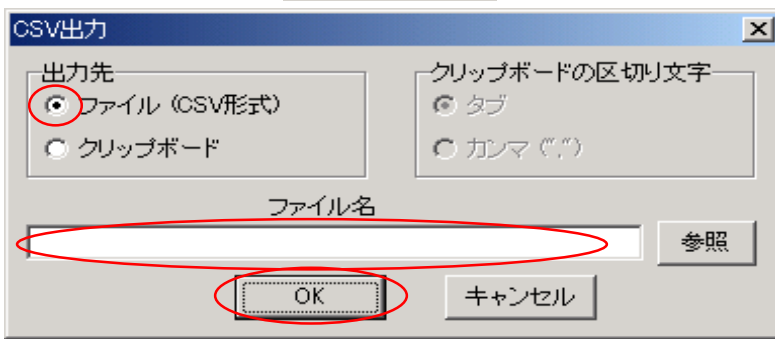 CSV出力
出力先
ファイル (CSV形式)
クリップボード
クリップボードの区切り文字
タブ
カンマ (",")
ファイル名
参照
OK
キャンセル